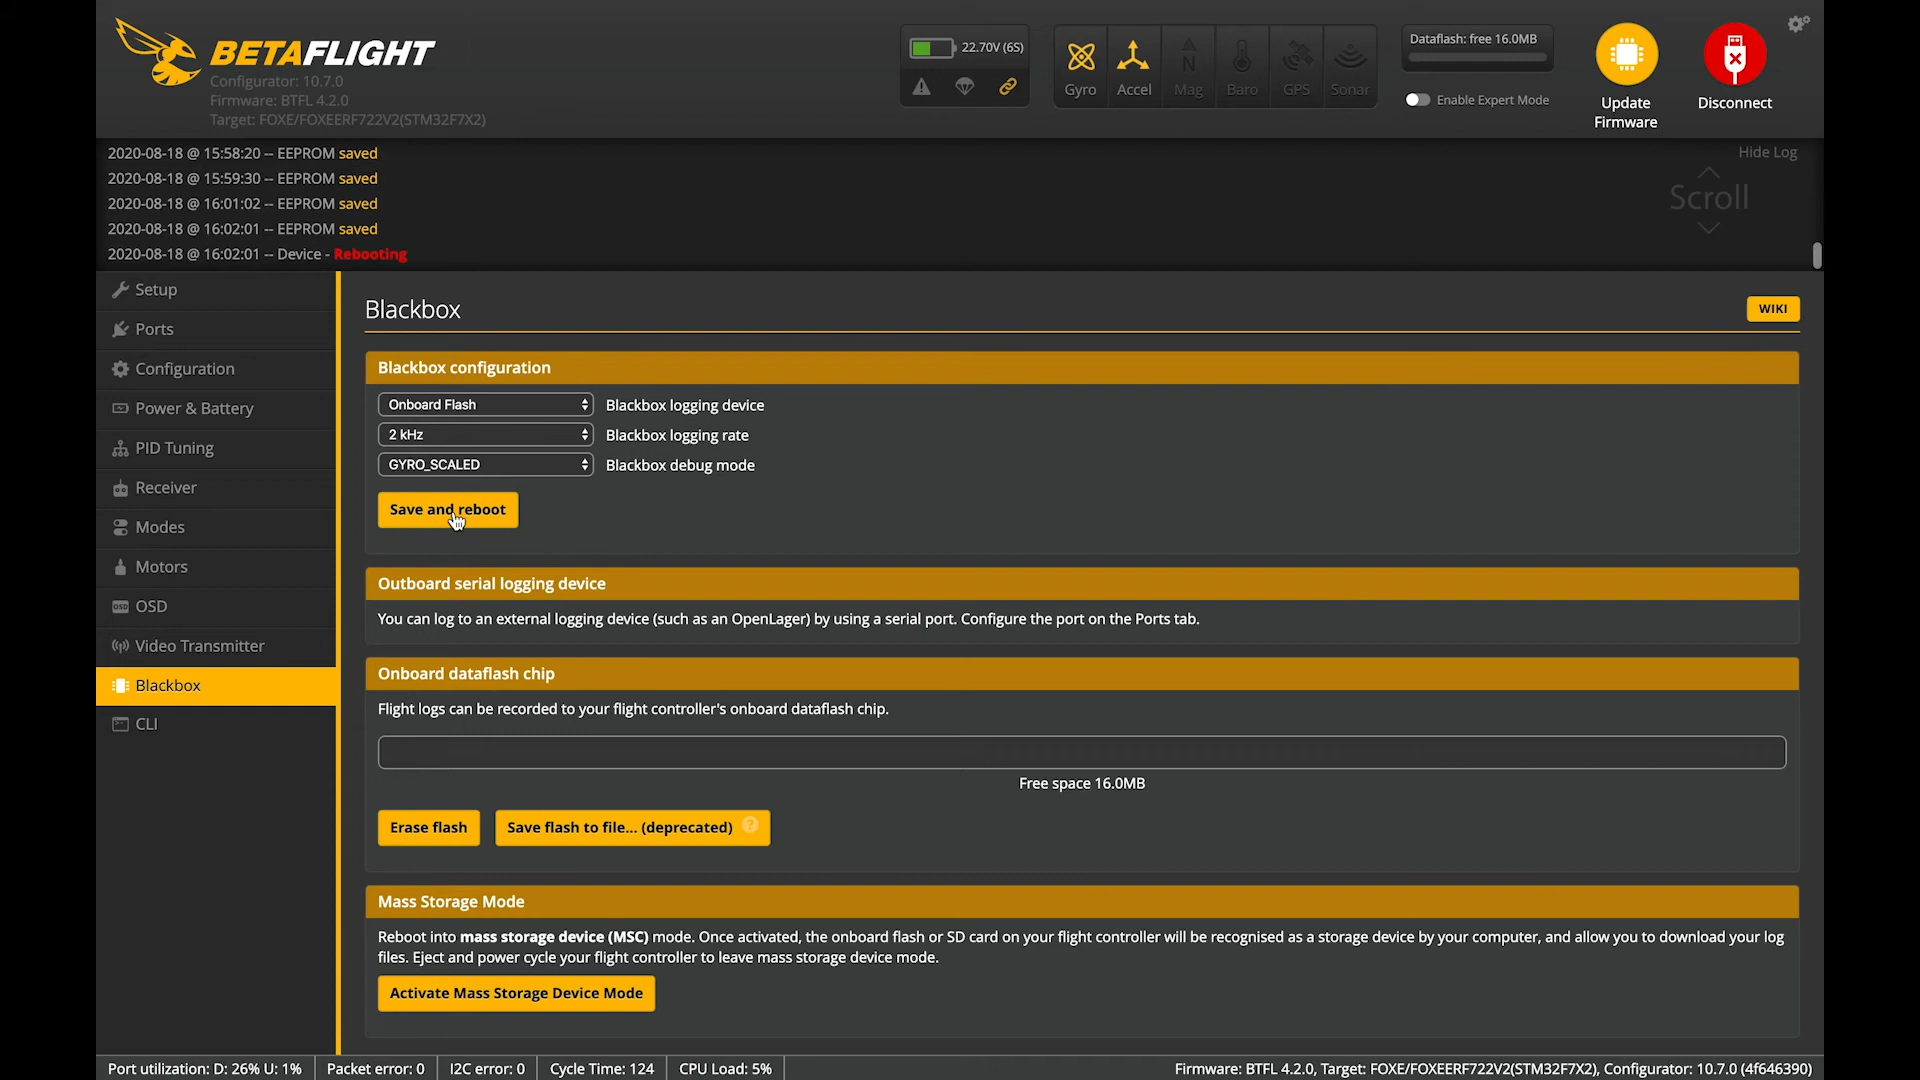 BETAFLIGHT
Configurator: 10.7.0
Firmware: BTFL 4.2.0
Target: FOXE/FOXEERF722V2(STM32F7X2)
22.70V (6S)
Gyro
Accel
Mag
Baro
GPS
Sonar
Dataflash: free 16.0MB
Enable Expert Mode
Update
Firmware
Disconnect
2020-08-18 @ 15:58:20 -- EEPROM saved
2020-08-18 @ 15:59:30 -- EEPROM saved
2020-08-18 @ 16:01:02 -- EEPROM saved
2020-08-18 @ 16:02:01 -- EEPROM saved
2020-08-18 @ 16:02:01 -- Device - Rebooting
Hide Log
Scroll
Setup
Ports
Configuration
Power & Battery
PID Tuning
Receiver
Modes
Motors
OSD
Video Transmitter
Blackbox
CLI
Blackbox
WIKI
Blackbox configuration
Onboard Flash Blackbox logging device
2 kHz Blackbox logging rate
GYRO_SCALED Blackbox debug mode
Save and reboot
Outboard serial logging device
You can log to an external logging device (such as an OpenLager) by using a serial port. Configure the port on the Ports tab.
Onboard dataflash chip
Flight logs can be recorded to your flight controller's onboard dataflash chip.
Free space 16.0MB
Erase flash
Save flash to file... (deprecated) ?
Mass Storage Mode
Reboot into mass storage device (MSC) mode. Once activated, the onboard flash or SD card on your flight controller will be recognised as a storage device by your computer, and allow you to download your log
files. Eject and power cycle your flight controller to leave mass storage device mode.
Activate Mass Storage Device Mode
Port utilization: D: 26% U: 1%
Packet error: 0
I2C error: 0
Cycle Time: 124
CPU Load: 5%
Firmware: BTFL 4.2.0, Target: FOXE/FOXEERF722V2(STM32F7X2), Configurator: 10.7.0 (4f646390)